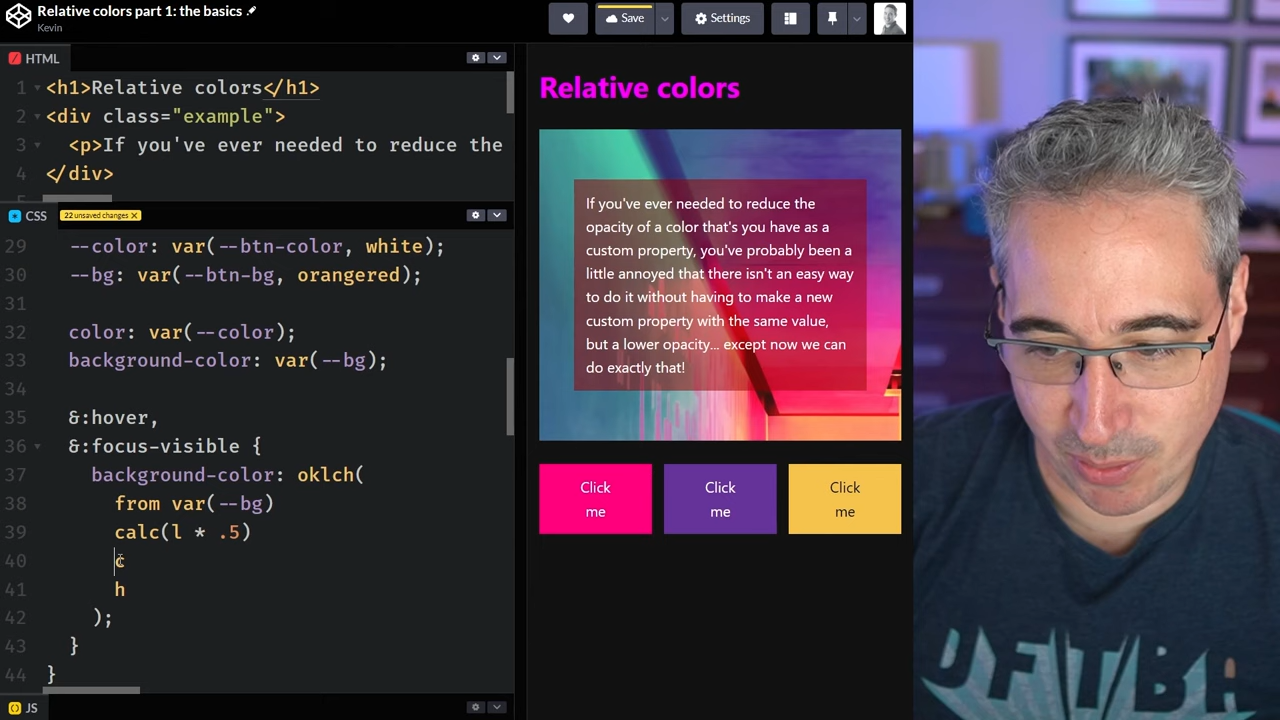 Relative colors part 1: the basics
Kevin
Save
Settings
HTML
1 <h1>Relative colors</h1>
2 <div class="example">
3 <p>If you've ever needed to reduce the
4 </div>
CSS
22 unsaved changes X
29 --color: var(--btn-color, white);
30 --bg: var(--btn-bg, orangered);
31
32 color: var(--color);
33 background-color: var(--bg);
34
35 &:hover,
36 &:focus-visible {
37 background-color: oklch(
38 from var(--bg)
39 calc(l * .5)
40 c
41 h
42 );
43 }
44 }
JS
Relative colors
If you've ever needed to reduce the
opacity of a color that's you have as a
custom property, you've probably been a
little annoyed that there isn't an easy way
to do it without having to make a new
custom property with the same value,
but a lower opacity... except now we can
do exactly that!
Click
me
Click
me
Click
me
DFTBA